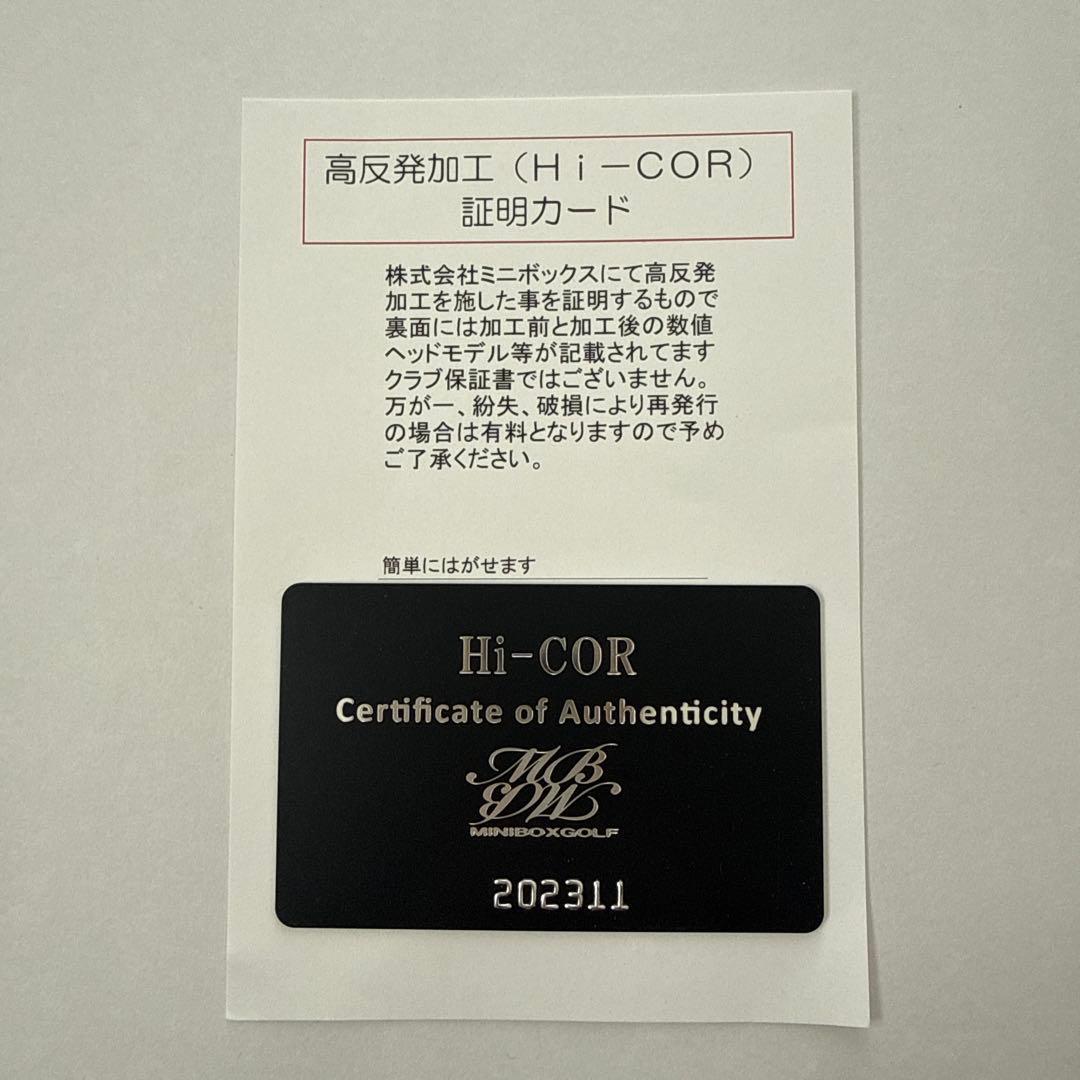 高反発加工（Ｈｉ－ＣＯＲ）
証明カード
株式会社ミニボックスにて高反発
加工を施した事を証明するもので
裏面には加工前と加工後の数値
ヘッドモデル等が記載されてます
クラブ保証書ではございません。
万が一、紛失、破損により再発行
の場合は有料となりますので予め
ご了承ください。
簡単にはがせます
Hi-COR
Certificate of Authenticity
MB
MINIBOXGOLF
202311